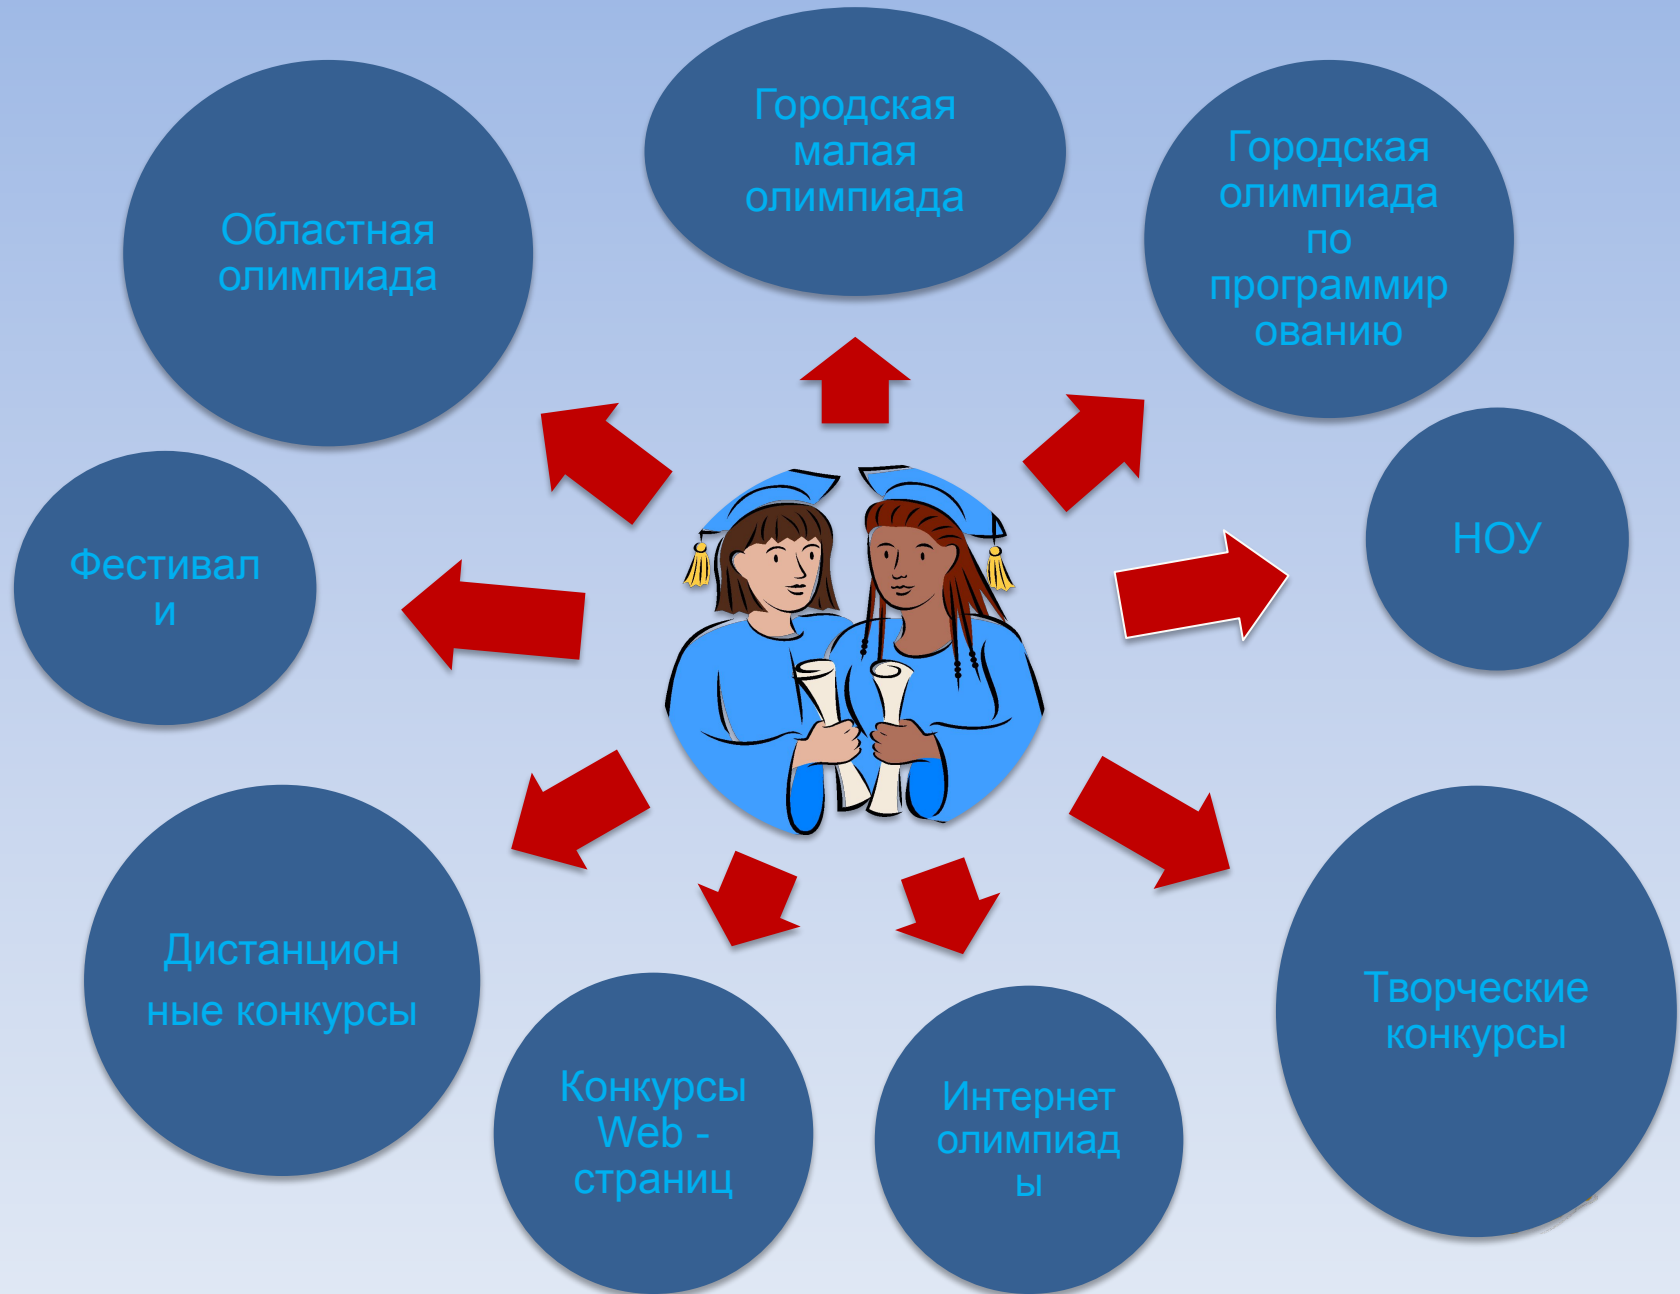 Городская
малая
олимпиада
Городская
олимпиада
по
программир
ованию
Областная
олимпиада
НОУ
Фестивал
и
Дистанцион
ные конкурсы
Творческие
конкурсы
Конкурсы
Web -
страниц
Интернет
олимпиад
ы